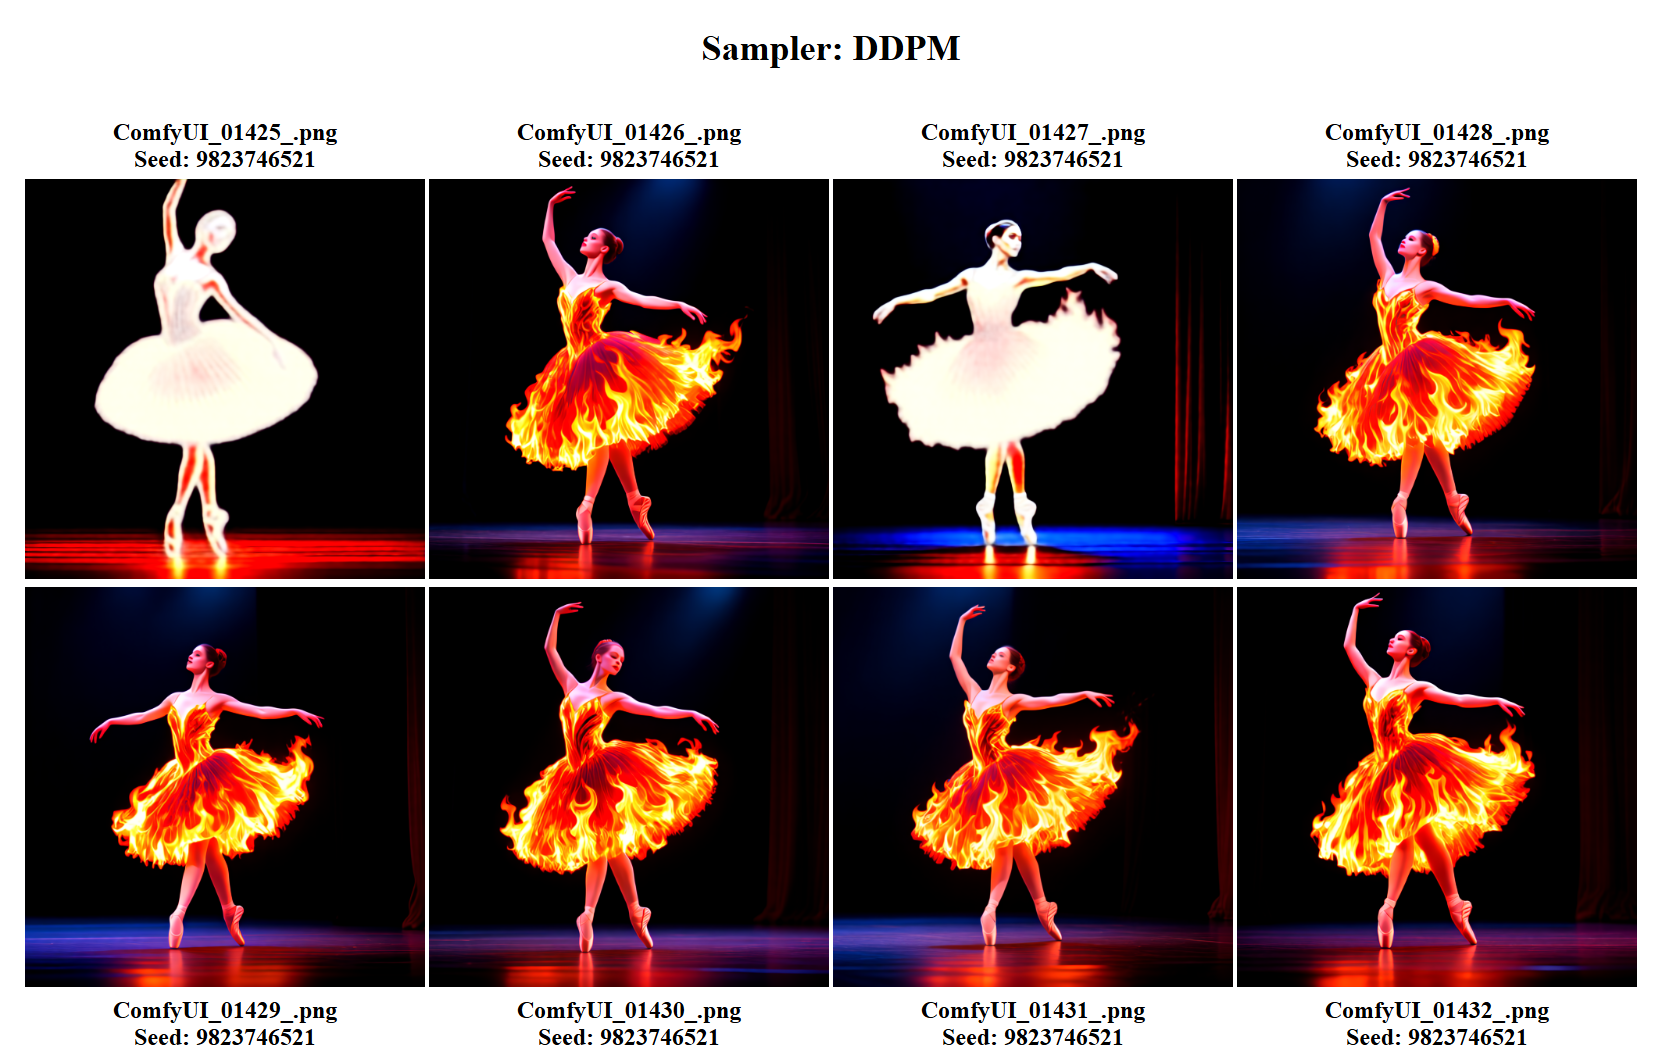 Sampler: DDPM
ComfyUI_01425_.png
Seed: 9823746521
ComfyUI_01426_.png
Seed: 9823746521
ComfyUI_01427_.png
Seed: 9823746521
ComfyUI_01428_.png
Seed: 9823746521
ComfyUI_01429_.png
Seed: 9823746521
ComfyUI_01430_.png
Seed: 9823746521
ComfyUI_01431_.png
Seed: 9823746521
ComfyUI_01432_.png
Seed: 9823746521